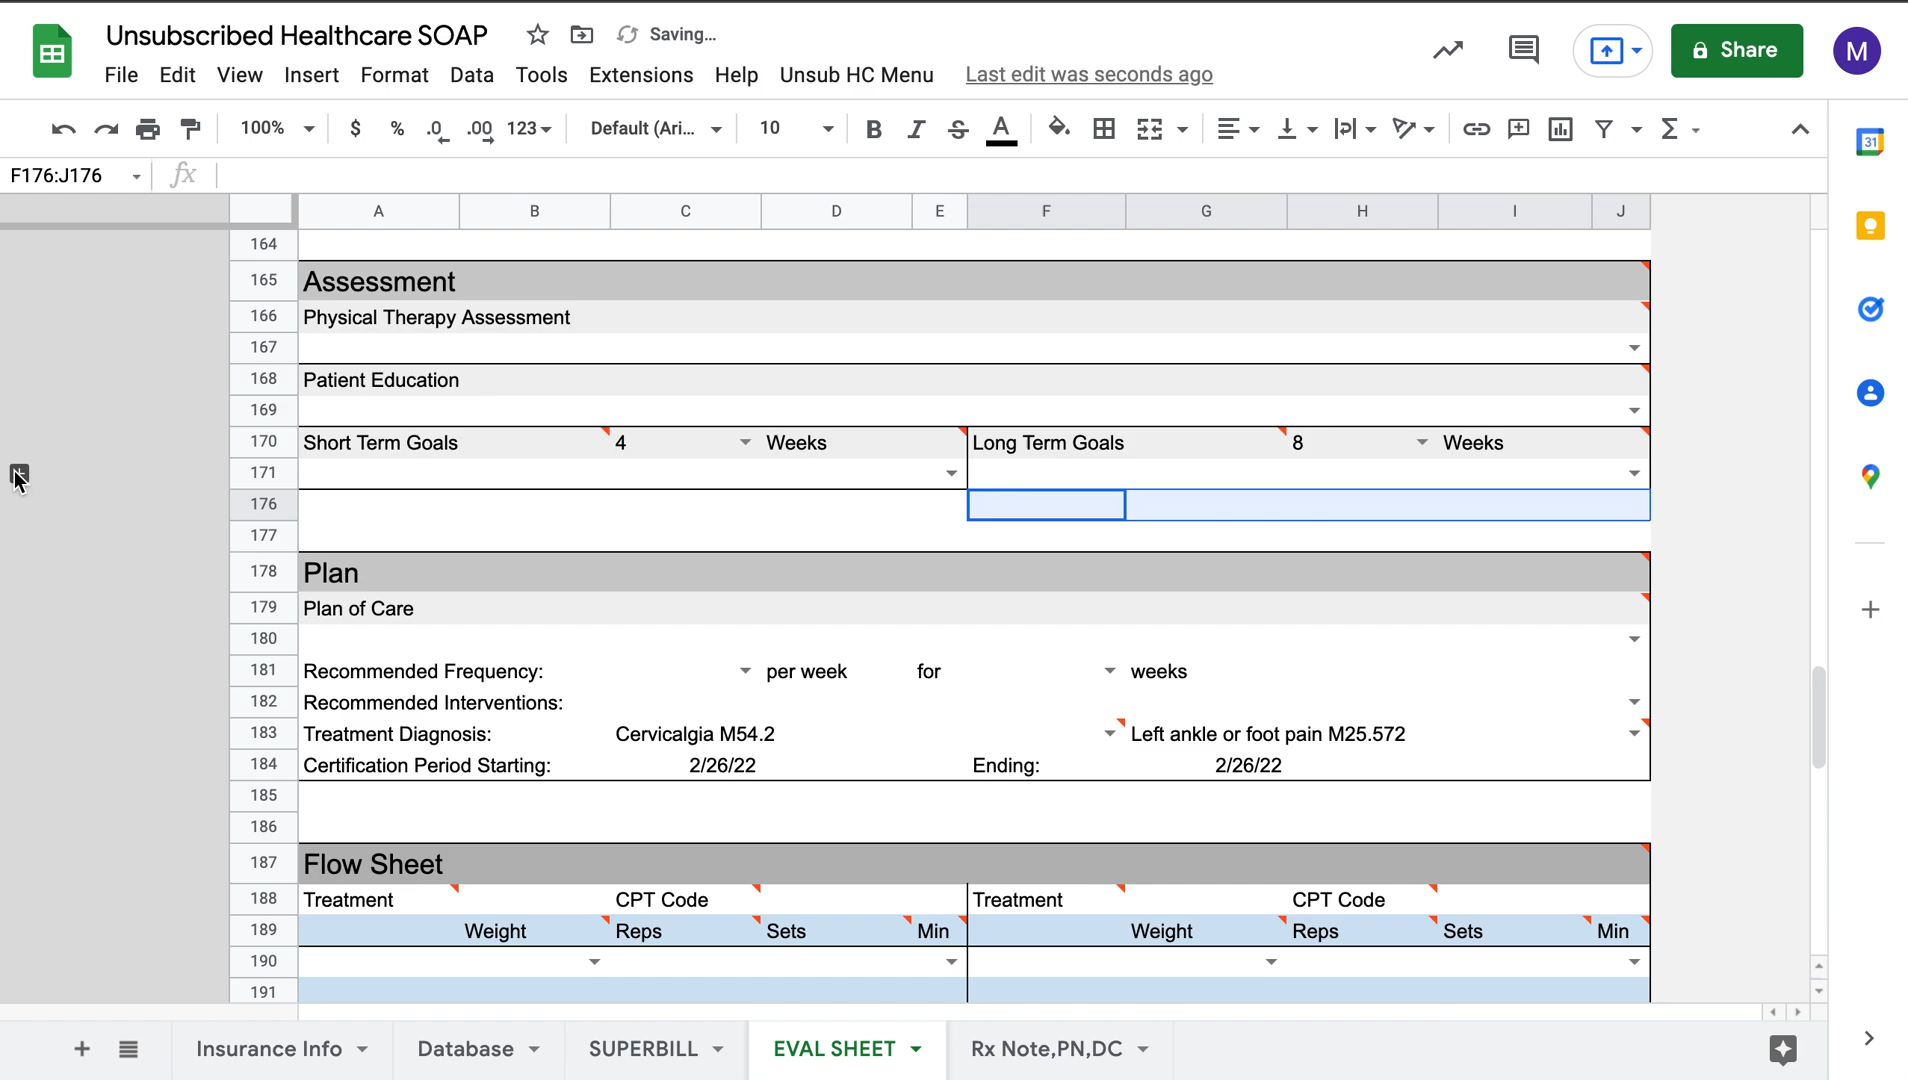 Unsubscribed Healthcare SOAP Saving...
File Edit View Insert Format Data Tools Extensions Help Unsub HC Menu Last edit was seconds ago
Share
M
100% $ % .0 .00 123 Default (Ari... 10 B I S A
31
F176:J176 fx
A B C D E F G H I J
164
165 Assessment
166 Physical Therapy Assessment
167
168 Patient Education
169
170 Short Term Goals 4 Weeks Long Term Goals 8 Weeks
171
176
177
178 Plan
179 Plan of Care
180
181 Recommended Frequency: per week for weeks
182 Recommended Interventions:
183 Treatment Diagnosis: Cervicalgia M54.2 Left ankle or foot pain M25.572
184 Certification Period Starting: 2/26/22 Ending: 2/26/22
185
186
187 Flow Sheet
188 Treatment CPT Code Treatment CPT Code
189 Weight Reps Sets Min Weight Reps Sets Min
190
191
Insurance Info Database SUPERBILL EVAL SHEET Rx Note,PN,DC